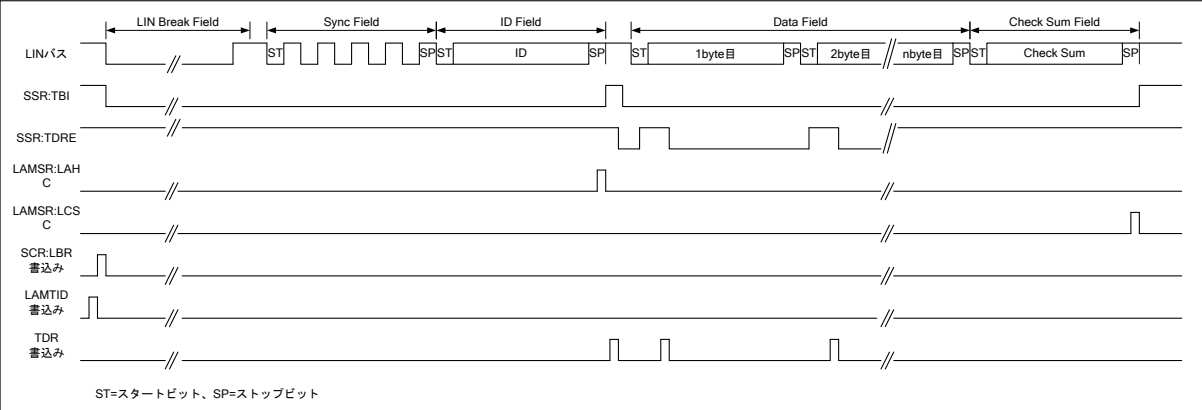 LIN Break Field Sync Field ID Field Data Field Check Sum Field
LINバス ST SP ST ID SP ST 1byte目 SP ST 2byte目 nbyte目 SP ST Check Sum SP
SSR:TBI
SSR:TDRE
LAMSR:LAH
C
LAMSR:LCS
C
SCR:LBR
書込み
LAMTID
書込み
TDR
書込み
ST=スタートビット、SP=ストップビット